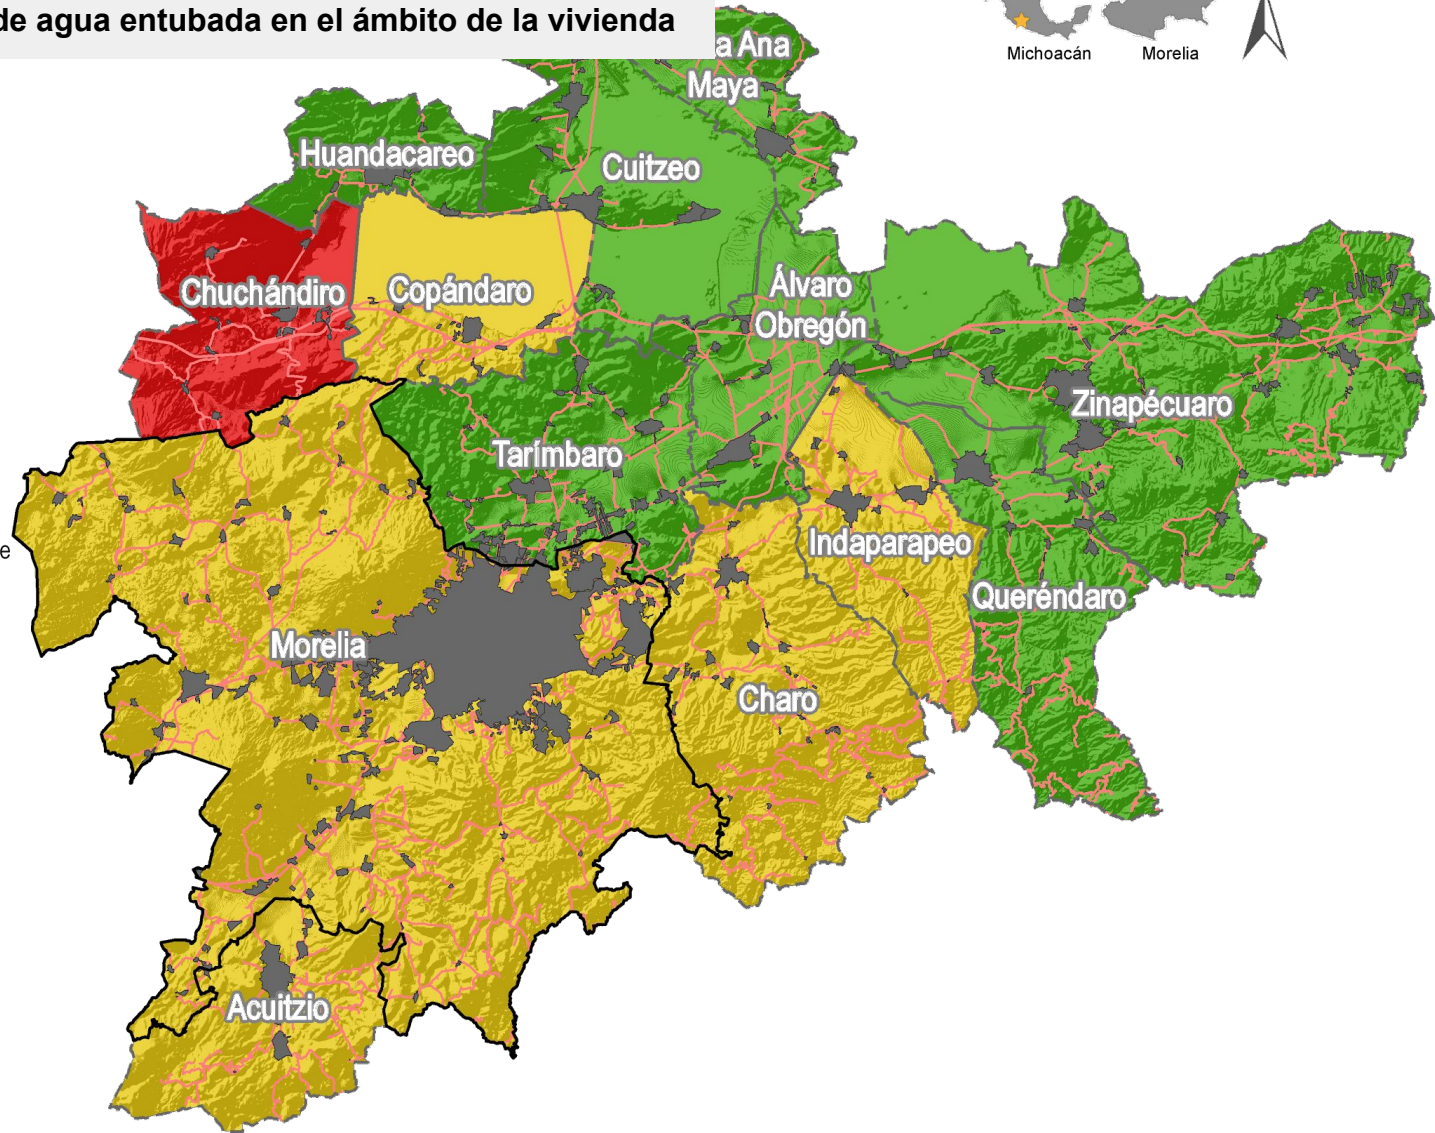 de agua entubada en el ámbito de la vivienda
a Ana
Maya
Michoacán
Morelia
Huandacareo
Cuitzeo
Chuchándiro
Copándaro
Álvaro
Obregón
Zinapécuaro
Tarímbaro
Indaparapeo
e
Queréndaro
Morelia
Charo
Acuitzio